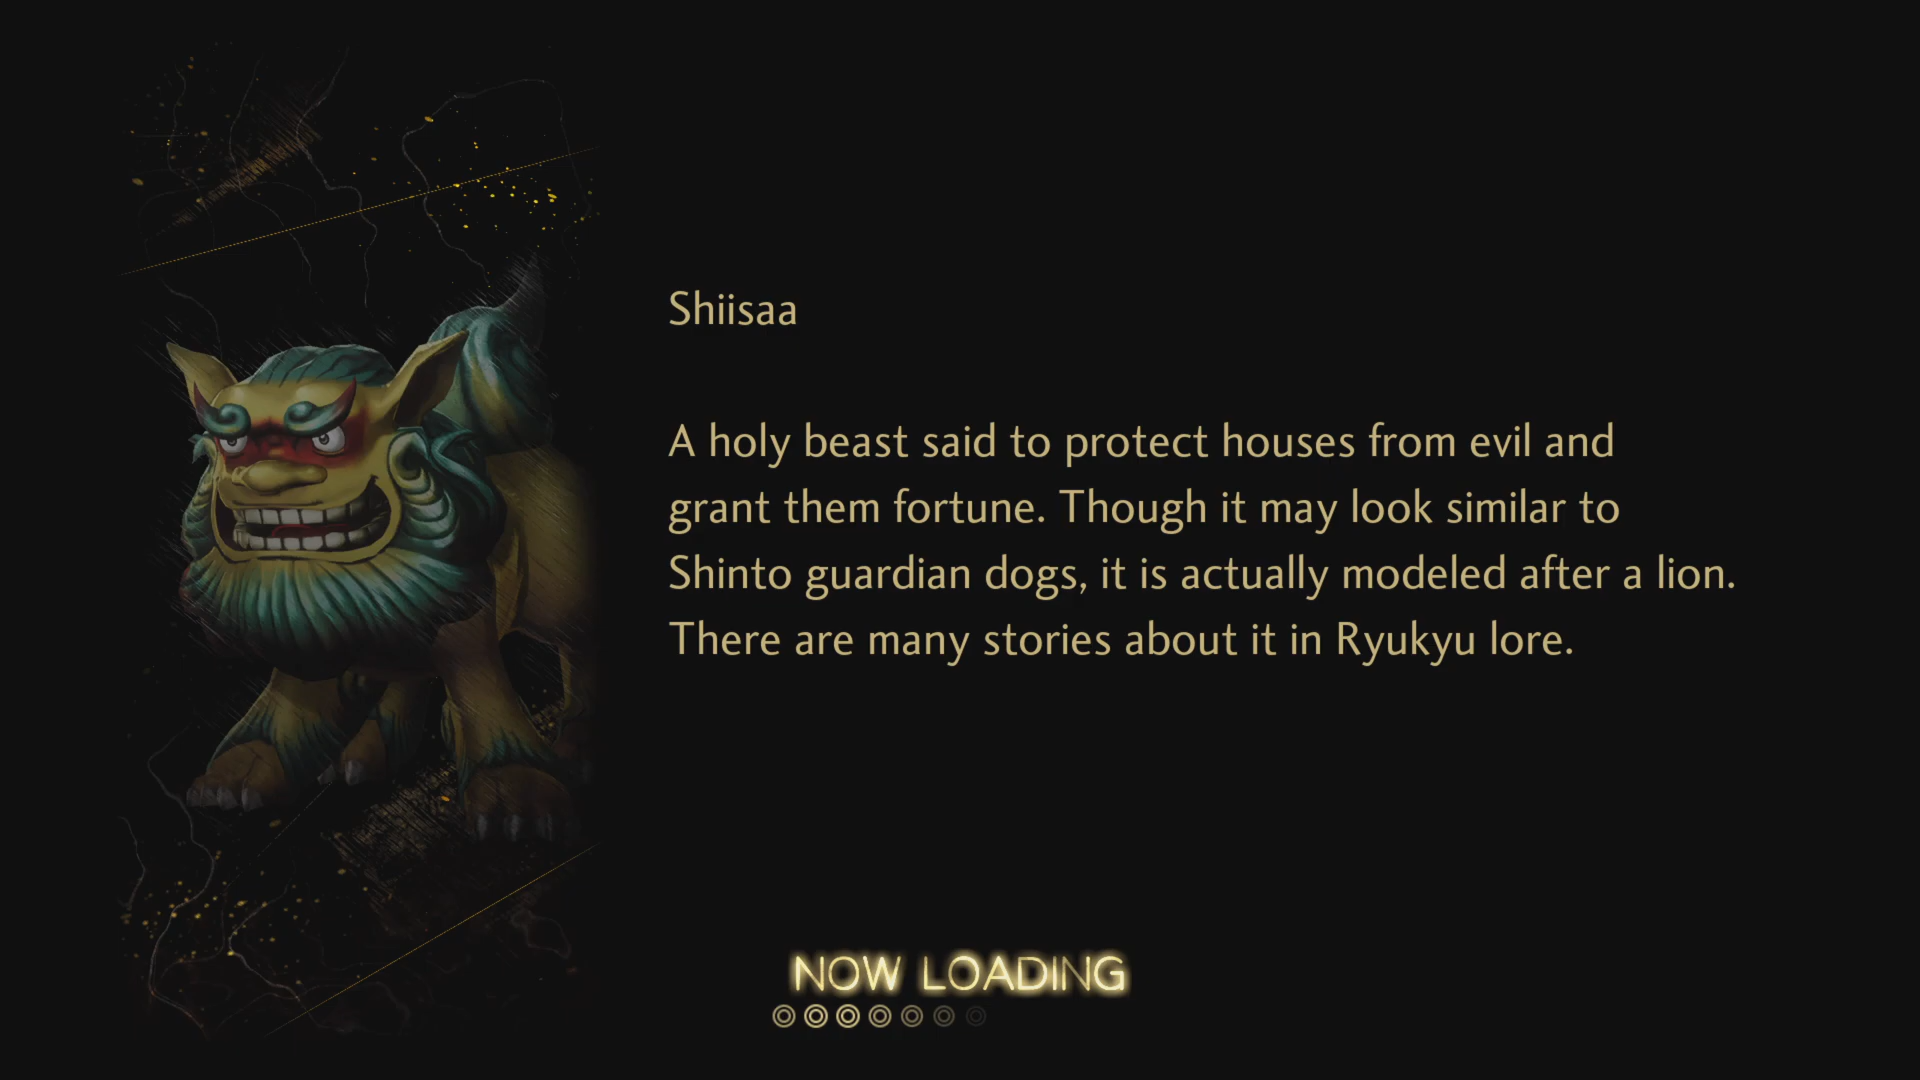 Shiisaa
A holy beast said to protect houses from evil and
grant them fortune. Though it may look similar to
Shinto guardian dogs, it is actually modeled after a lion.
There are many stories about it in Ryukyu lore.
NOW LOADING